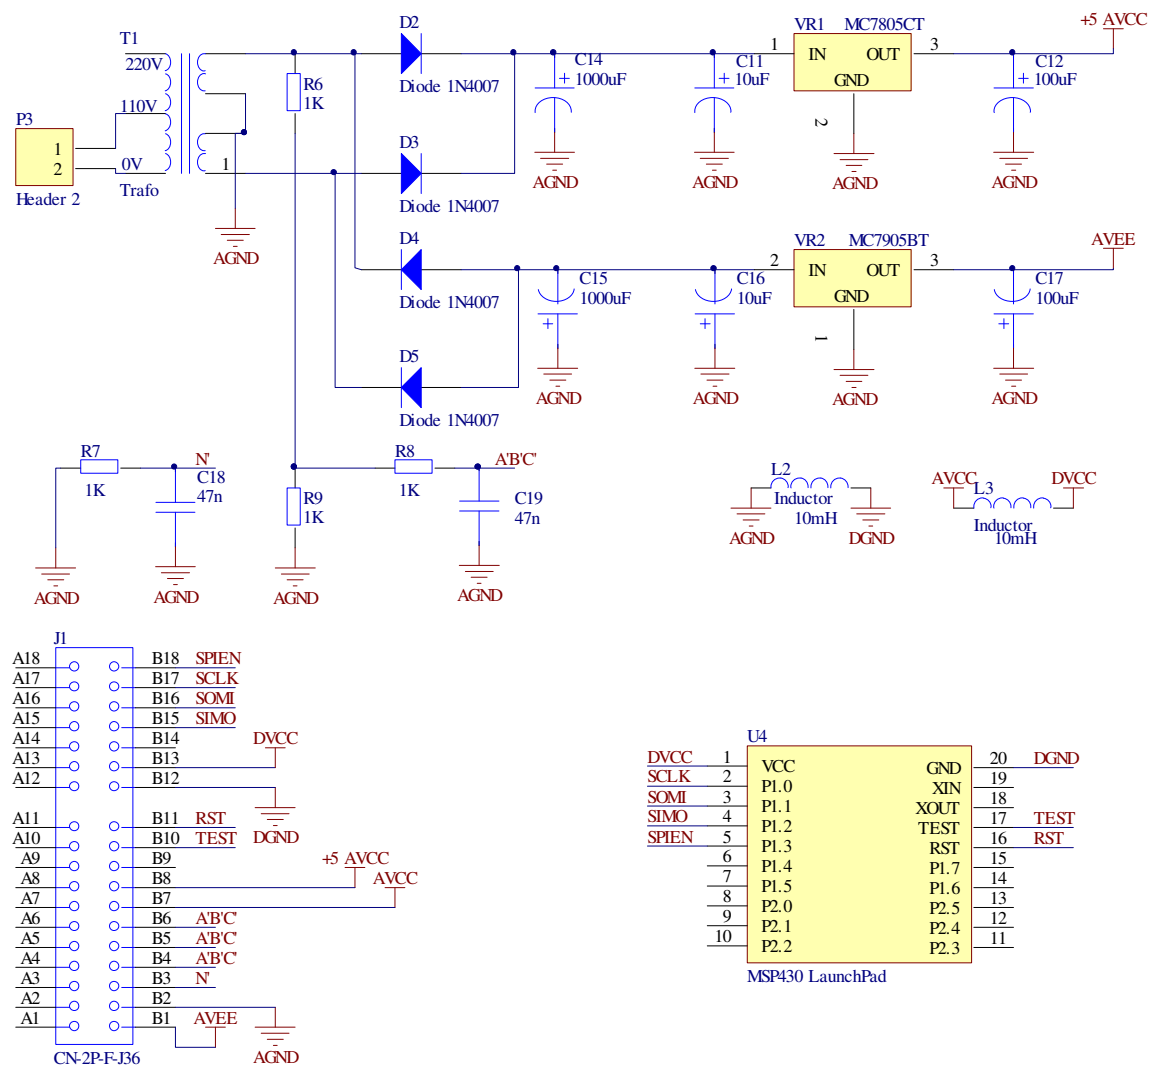 T1
220V
110V
0V
Trafo
P3
1
2
Header 2
1
AGND
R6
1K
D2
Diode 1N4007
D3
Diode 1N4007
D4
Diode 1N4007
D5
Diode 1N4007
C14
1000uF
+
AGND
C11
10uF
+
AGND
VR1 MC7805CT
1 IN OUT 3
GND
2
AGND
+5 AVCC
C12
100uF
+
AGND
C15
1000uF
+
AGND
C16
10uF
+
AGND
VR2 MC7905BT
2 IN OUT 3
GND
1
AGND
AVEE
C17
100uF
+
AGND
R7
1K
N'
C18
47n
AGND
AGND
R9
1K
AGND
R8
1K
A'B'C'
C19
47n
AGND
L2
Inductor
10mH
AGND
DGND
AVCC
L3
DVCC
Inductor
10mH
J1
A18 B18 SPIEN
A17 B17 SCLK
A16 B16 SOMI
A15 B15 SIMO
A14 B14
DVCC
A13 B13
A12 B12
DGND
A11 B11 RST
A10 B10 TEST
A9 B9
+5 AVCC
A8 B8
AVCC
A7 B7
A6 B6 A'B'C'
A5 B5 A'B'C'
A4 B4 A'B'C'
A3 B3 N'
A2 B2
A1 B1 AVEE
AGND
CN-2P-F-J36
U4
DVCC 1 VCC GND 20 DGND
SCLK 2 P1.0 XIN 19
SOMI 3 P1.1 XOUT 18
SIMO 4 P1.2 TEST 17 TEST
SPIEN 5 P1.3 RST 16 RST
6 P1.4 P1.7 15
7 P1.5 P1.6 14
8 P2.0 P2.5 13
9 P2.1 P2.4 12
10 P2.2 P2.3 11
MSP430 LaunchPad